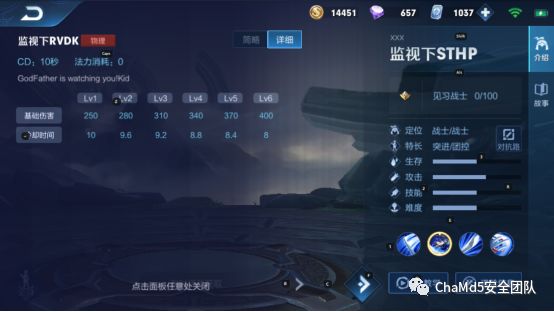 14451 657 1037
监视下RVDK 物理
简略 详细
CD：10秒 法力消耗：0
GodFather is watching you!Kid
Lv1 Lv2 Lv3 Lv4 Lv5 Lv6
基础伤害 250 280 310 340 370 400
却时间 10 9.6 9.2 8.8 8.4 8
点击面板任意处关闭
XXX
监视下STHP
见习战士 0/100
定位 战士/战士
特长 突进/团控
对抗路
生存
攻击
技能
难度
介绍
故事
ChaMd5安全团队